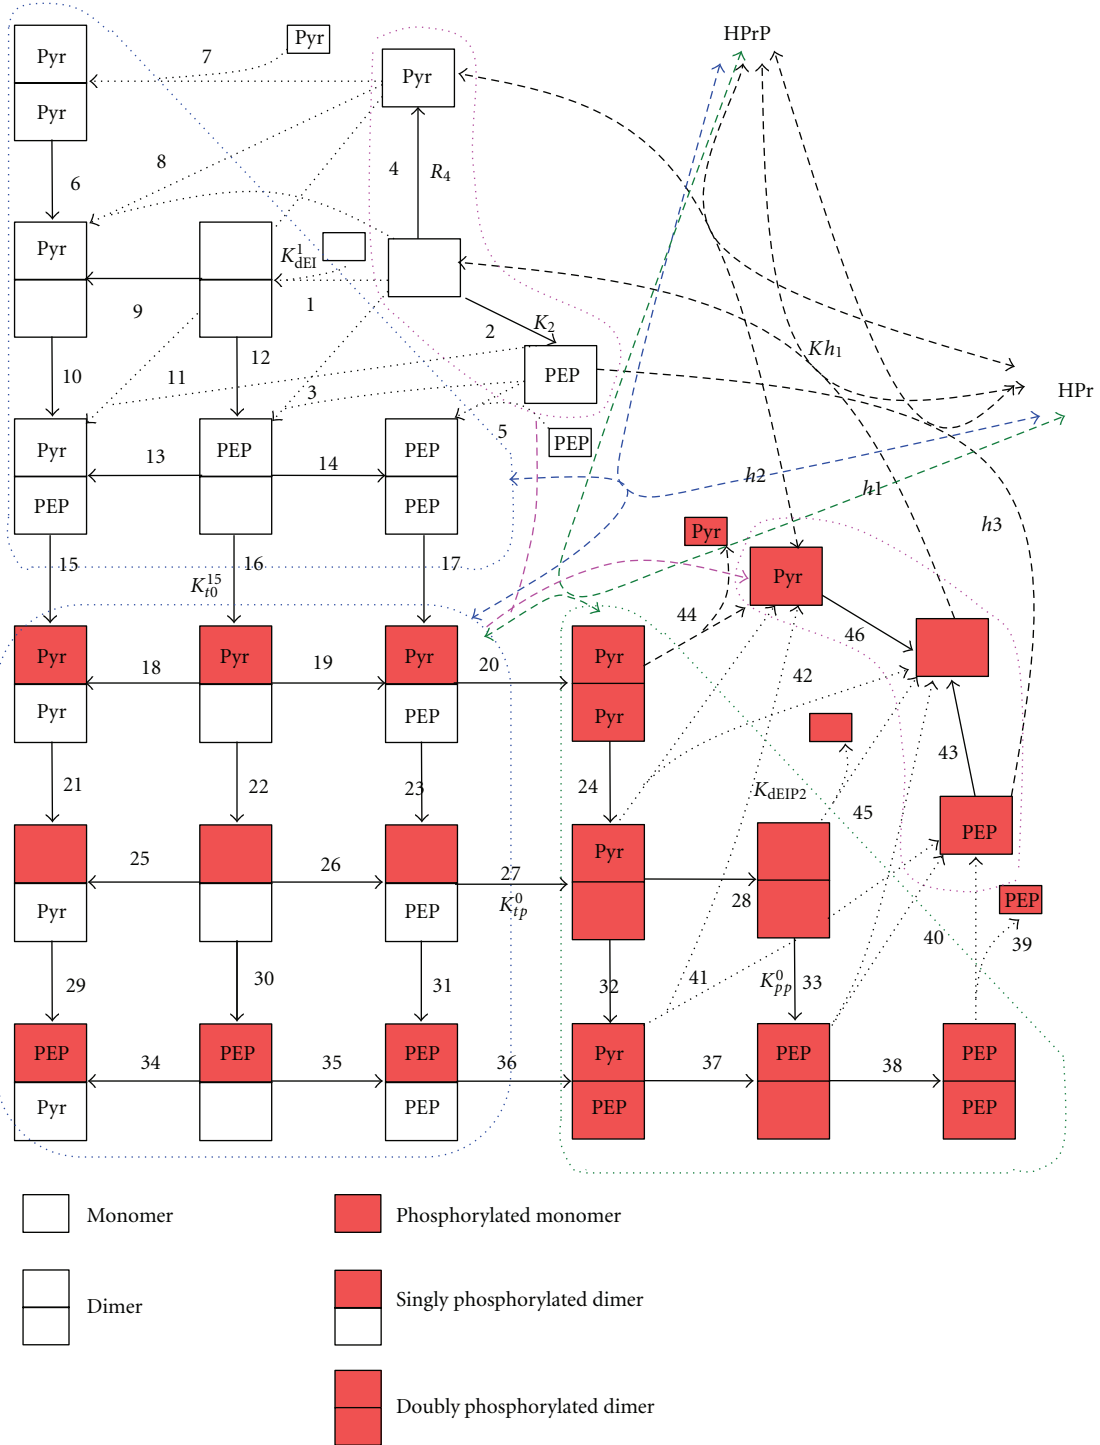 HPrP
Pyr
7
Pyr
Pyr
Pyr
8
4
R4
6
Pyr
K¹dEI
9
1
2
K2
Kh1
12
10
11
3
PEP
HPr
Pyr
PEP
PEP
5
PEP
13
14
h2
h1
PEP
PEP
h3
Pyr
15
16
17
K¹⁵t0
Pyr
44
46
Pyr
Pyr
Pyr
20
Pyr
18
19
42
Pyr
PEP
Pyr
43
21
22
23
24
KdEIP2
45
PEP
Pyr
25
26
27
28
Pyr
PEP
K⁰tp
PEP
40
39
29
30
31
32
41
K⁰pp
33
PEP
PEP
PEP
Pyr
PEP
PEP
34
35
36
37
38
Pyr
PEP
PEP
PEP
Monomer
Phosphorylated monomer
Dimer
Singly phosphorylated dimer
Doubly phosphorylated dimer